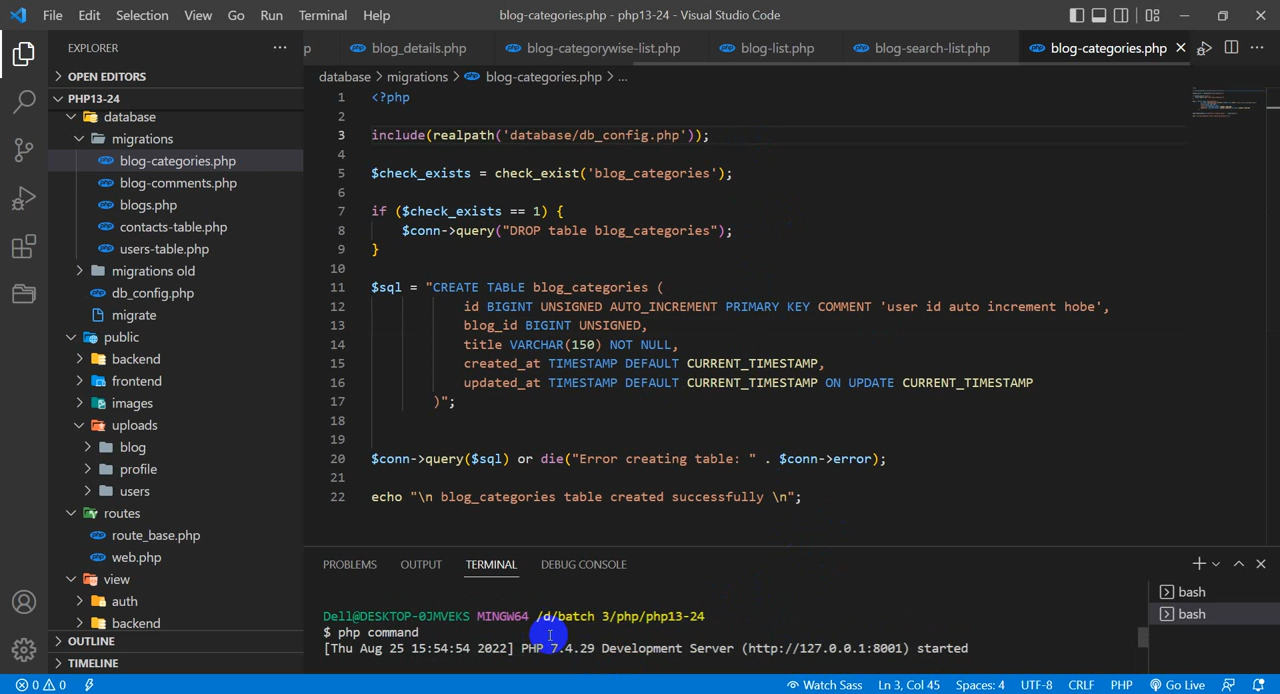 File Edit Selection View Go Run Terminal Help
blog-categories.php - php13-24 - Visual Studio Code
EXPLORER
OPEN EDITORS
PHP13-24
database
migrations
blog-categories.php
blog-comments.php
blogs.php
contacts-table.php
users-table.php
migrations old
db_config.php
migrate
public
backend
frontend
images
uploads
blog
profile
users
routes
route_base.php
web.php
view
auth
backend
OUTLINE
TIMELINE
p blog_details.php blog-categorywise-list.php blog-list.php blog-search-list.php blog-categories.php
database > migrations > blog-categories.php > ...
1 <?php
2
3 include(realpath('database/db_config.php'));
4
5 $check_exists = check_exist('blog_categories');
6
7 if ($check_exists == 1) {
8 $conn->query("DROP table blog_categories");
9 }
10
11 $sql = "CREATE TABLE blog_categories (
12 id BIGINT UNSIGNED AUTO_INCREMENT PRIMARY KEY COMMENT 'user id auto increment hobe',
13 blog_id BIGINT UNSIGNED,
14 title VARCHAR(150) NOT NULL,
15 created_at TIMESTAMP DEFAULT CURRENT_TIMESTAMP,
16 updated_at TIMESTAMP DEFAULT CURRENT_TIMESTAMP ON UPDATE CURRENT_TIMESTAMP
17 )";
18
19
20 $conn->query($sql) or die("Error creating table: " . $conn->error);
21
22 echo "\n blog_categories table created successfully \n";
PROBLEMS OUTPUT TERMINAL DEBUG CONSOLE
bash
bash
Dell@DESKTOP-0JMVEKS MINGW64 /d/batch 3/php/php13-24
$ php command
[Thu Aug 25 15:54:54 2022] PHP 7.4.29 Development Server (http://127.0.0.1:8001) started
0 0 Watch Sass Ln 3, Col 45 Spaces: 4 UTF-8 CRLF PHP Go Live